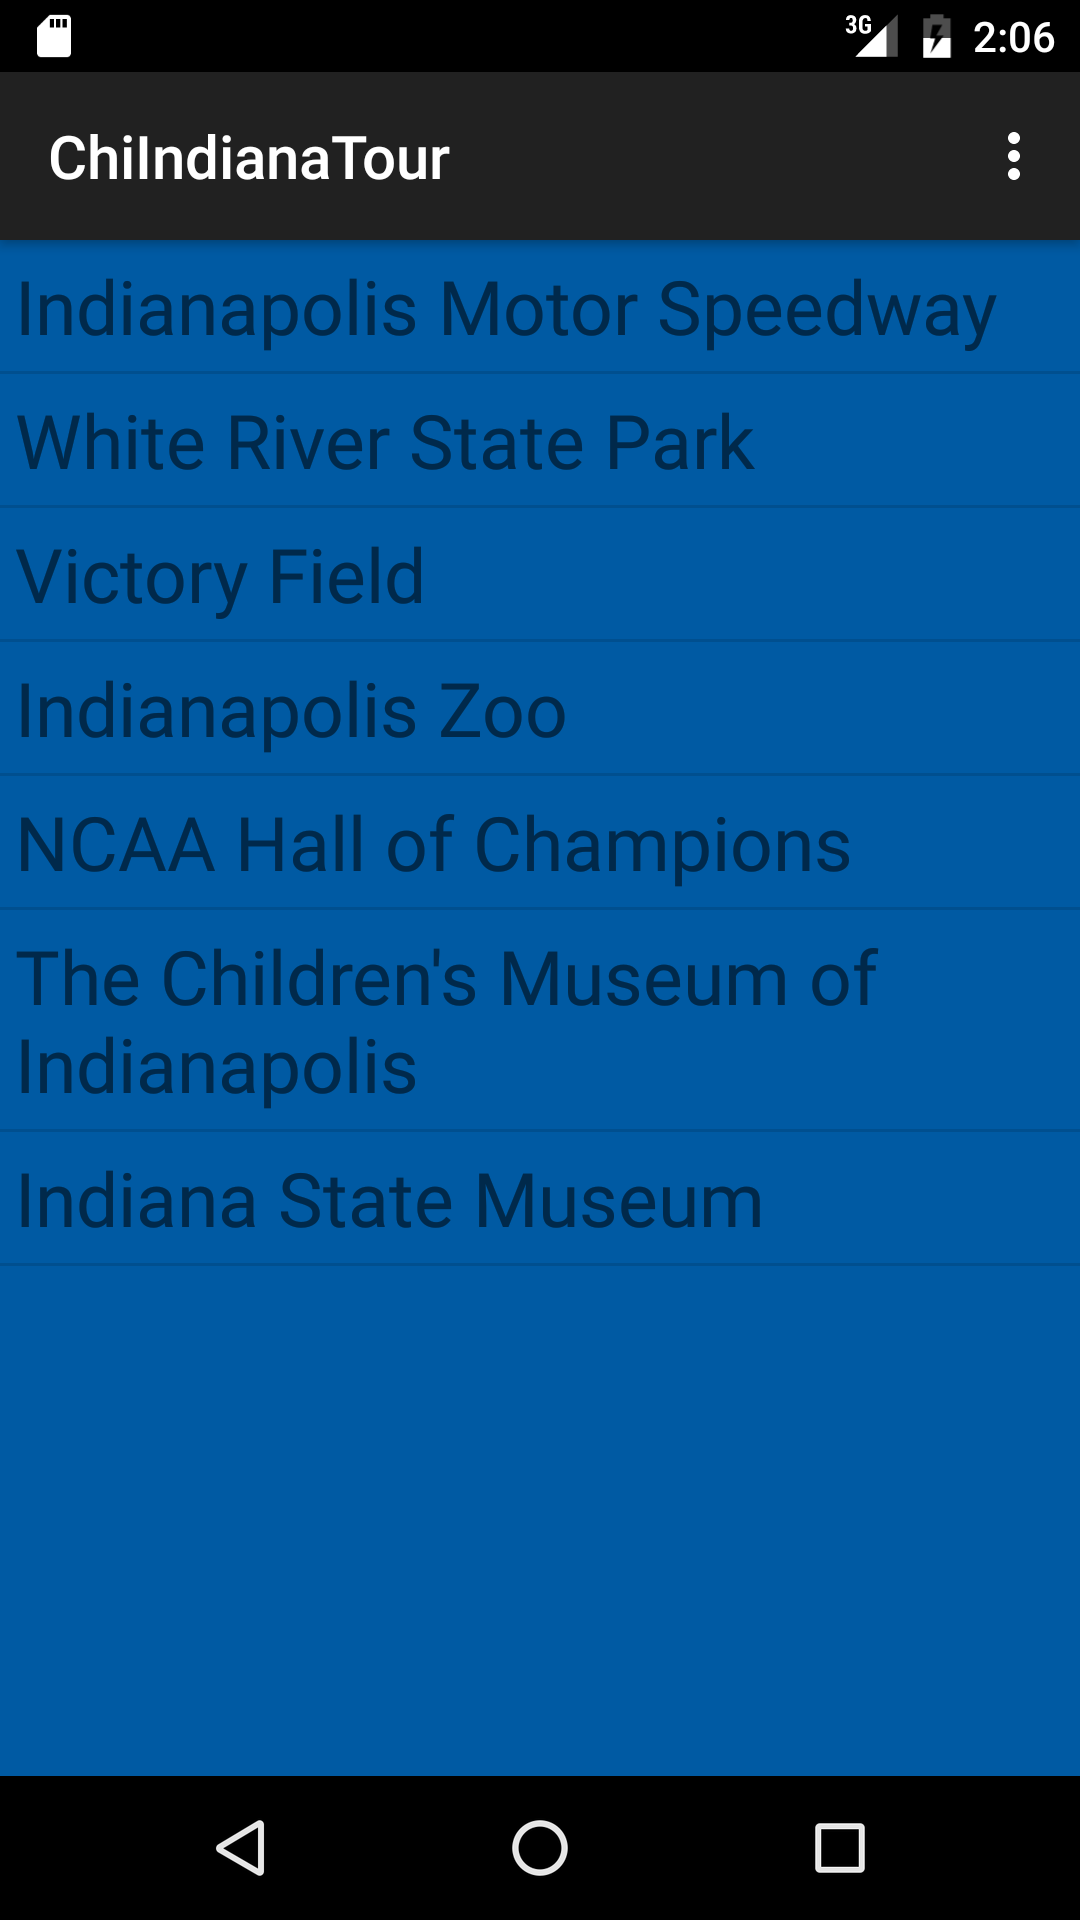 3G 2:06
ChiIndianaTour
Indianapolis Motor Speedway
White River State Park
Victory Field
Indianapolis Zoo
NCAA Hall of Champions
The Children's Museum of
Indianapolis
Indiana State Museum